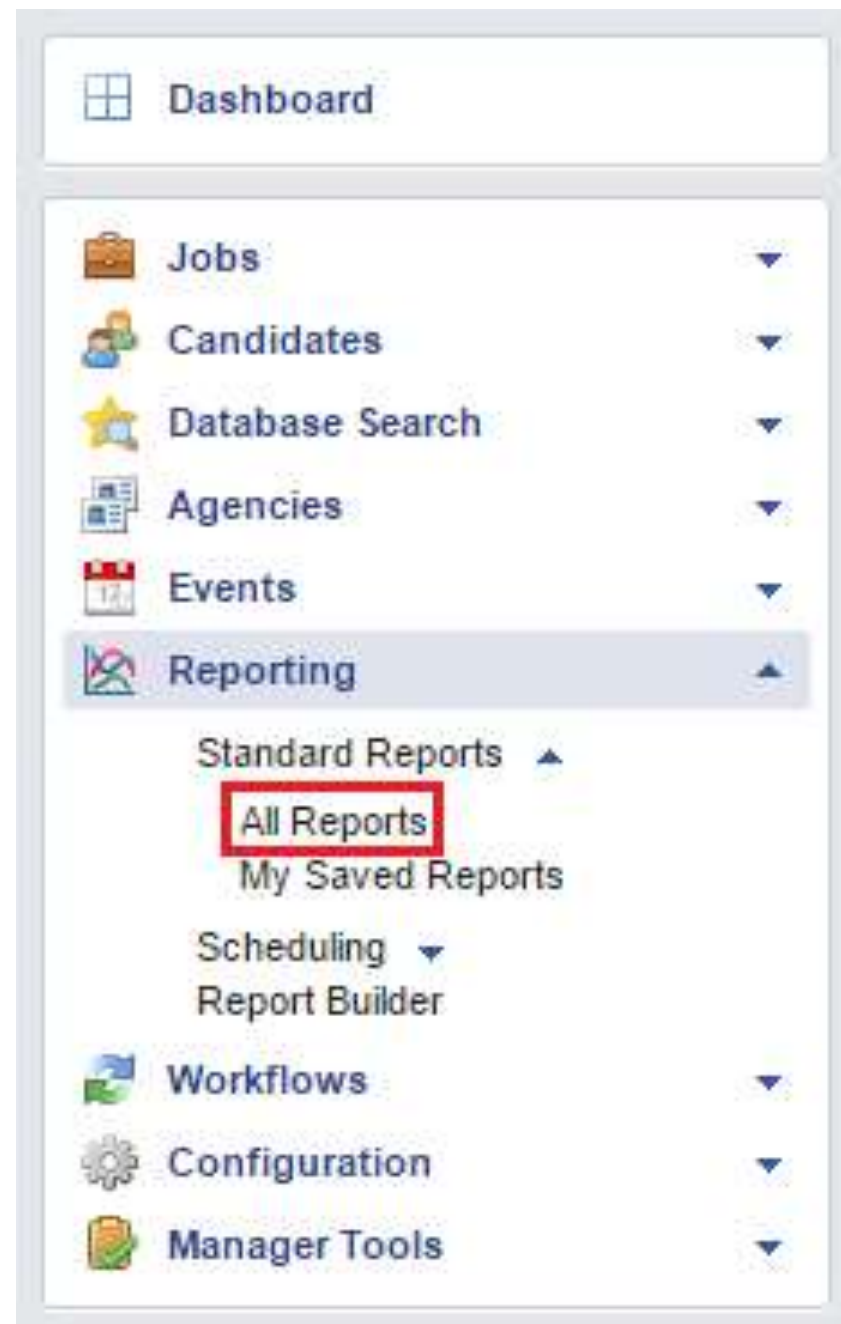 Dashboard
Jobs
Candidates
Database Search
Agencies
Events
Reporting
Standard Reports
All Reports
My Saved Reports
Scheduling
Report Builder
Workflows
Configuration
Manager Tools